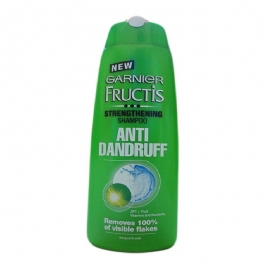 NEW
GARNIER
FRUCTIS
STRENGTHENING
SHAMPOO
ANTI
DANDRUFF
Removes 100%
of visible flakes